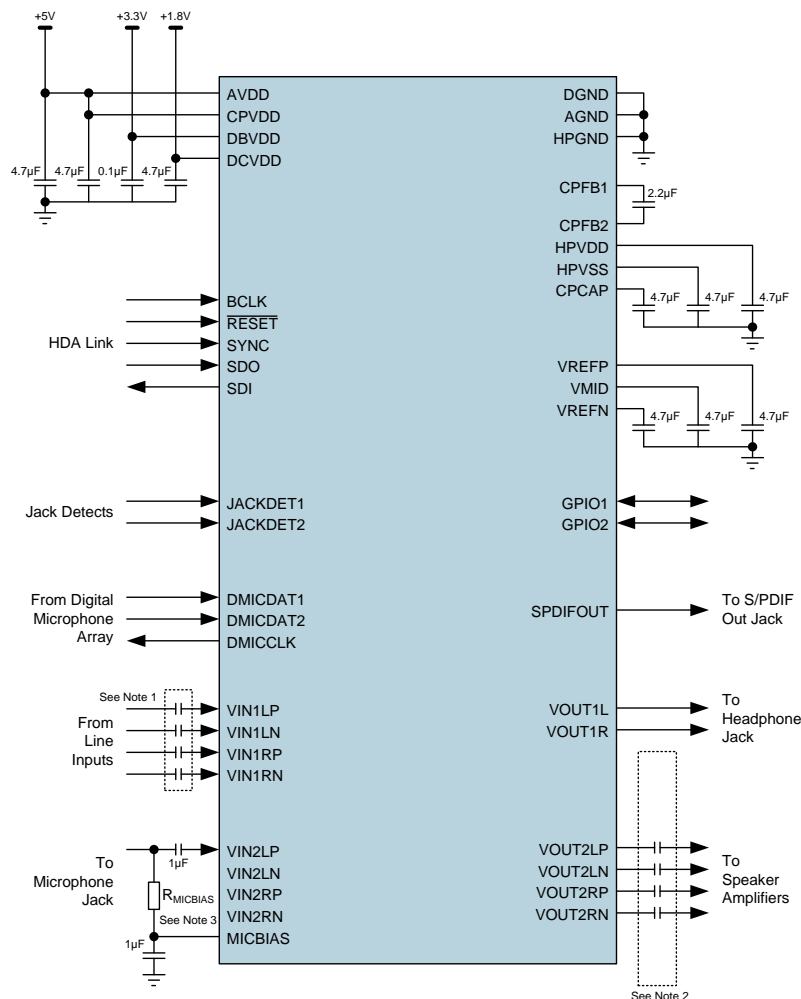 +5V
+3.3V
+1.8V
AVDD
CPVDD
DBVDD
DCVDD
4.7µF
4.7µF
0.1µF
4.7µF
BCLK
RESET
SYNC
SDO
SDI
HDA Link
JACKDET1
JACKDET2
Jack Detects
DMICDAT1
DMICDAT2
DMICCLK
From Digital
Microphone
Array
See Note 1
VIN1LP
VIN1LN
VIN1RP
VIN1RN
From
Line
Inputs
VIN2LP
VIN2LN
VIN2RP
VIN2RN
MICBIAS
1µF
To
Microphone
Jack
RMICBIAS
See Note 3
1µF
DGND
AGND
HPGND
CPFB1
2.2µF
CPFB2
HPVDD
HPVSS
CPCAP
4.7µF
4.7µF
4.7µF
VREFP
VMID
VREFN
4.7µF
4.7µF
4.7µF
GPIO1
GPIO2
SPDIFOUT
To S/PDIF
Out Jack
VOUT1L
VOUT1R
To
Headphone
Jack
VOUT2LP
VOUT2LN
VOUT2RP
VOUT2RN
To
Speaker
Amplifiers
See Note 2